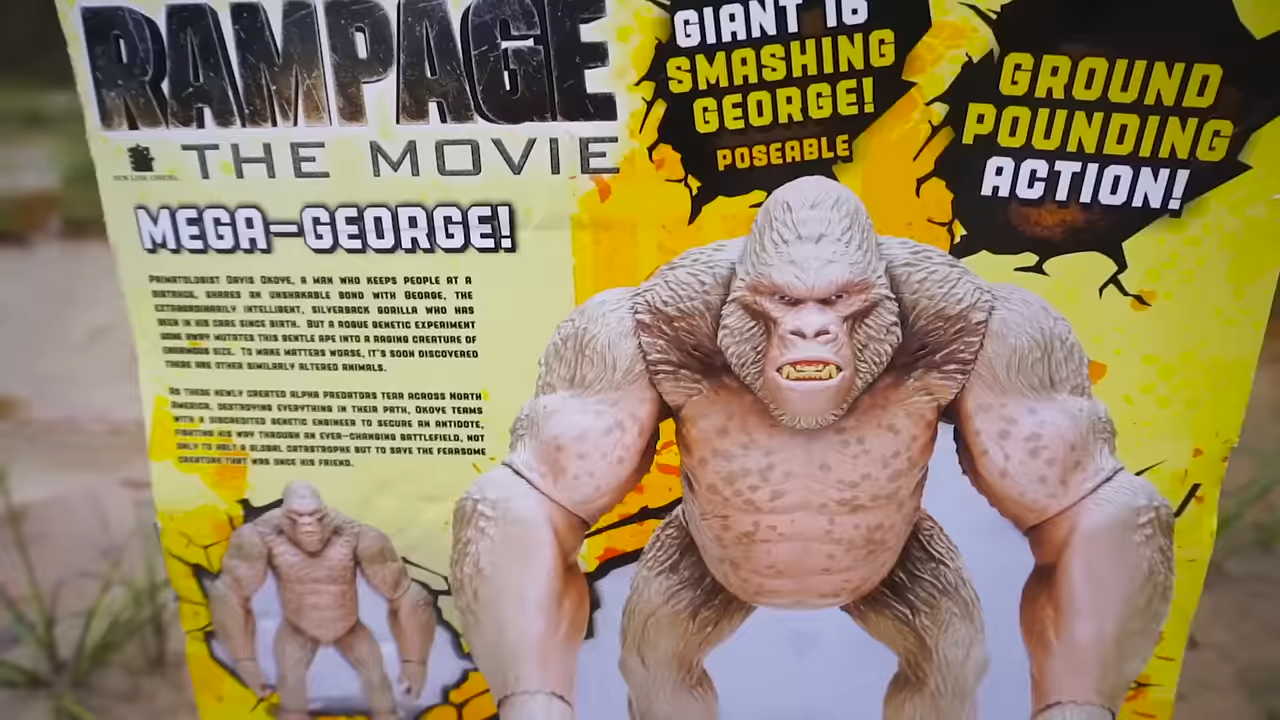 RAMPAGE
THE MOVIE
NEW LINE CINEMA
MEGA-GEORGE!
PRIMATOLOGIST DAVIS OKOYE, A MAN WHO KEEPS PEOPLE AT A
DISTANCE, SHARES AN UNSHAKABLE BOND WITH GEORGE, THE
EXTRAORDINARILY INTELLIGENT, SILVERBACK GORILLA WHO HAS
BEEN IN HIS CARE SINCE BIRTH. BUT A ROGUE GENETIC EXPERIMENT
GONE AWRY MUTATES THIS GENTLE APE INTO A RAGING CREATURE OF
ENORMOUS SIZE. TO MAKE MATTERS WORSE, IT'S SOON DISCOVERED
THERE ARE OTHER SIMILARLY ALTERED ANIMALS.
AS THESE NEWLY CREATED ALPHA PREDATORS TEAR ACROSS NORTH
AMERICA, DESTROYING EVERYTHING IN THEIR PATH, OKOYE TEAMS
WITH A DISCREDITED GENETIC ENGINEER TO SECURE AN ANTIDOTE,
FIGHTING HIS WAY THROUGH AN EVER-CHANGING BATTLEFIELD, NOT
ONLY TO HALT A GLOBAL CATASTROPHE BUT TO SAVE THE FEARSOME
CREATURE THAT WAS ONCE HIS FRIEND.
GIANT 16
SMASHING
GEORGE!
POSEABLE
GROUND
POUNDING
ACTION!